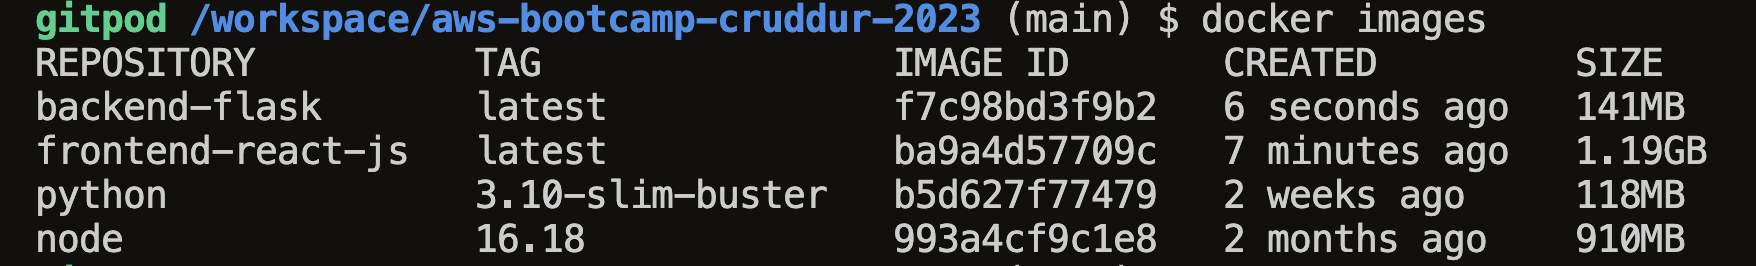 gitpod /workspace/aws-bootcamp-cruddur-2023 (main) $ docker images
REPOSITORY TAG IMAGE ID CREATED SIZE
backend-flask latest f7c98bd3f9b2 6 seconds ago 141MB
frontend-react-js latest ba9a4d57709c 7 minutes ago 1.19GB
python 3.10-slim-buster b5d627f77479 2 weeks ago 118MB
node 16.18 993a4cf9c1e8 2 months ago 910MB